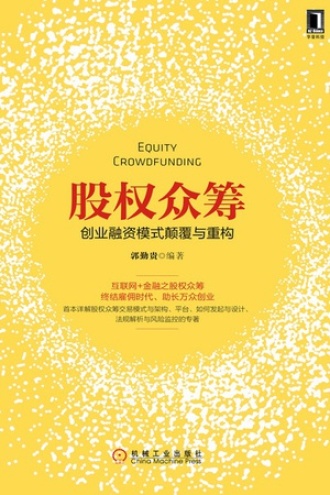 华章科技
EQUITY
CROWDFUNDING
股权众筹
创业融资模式颠覆与重构
郭勤贵◎编著
互联网+金融之股权众筹
终结雇佣时代、助长万众创业
首本详解股权众筹交易模式与架构、平台、如何发起与设计、
法规解析与风险监控的专著
机械工业出版社
China Machine Press